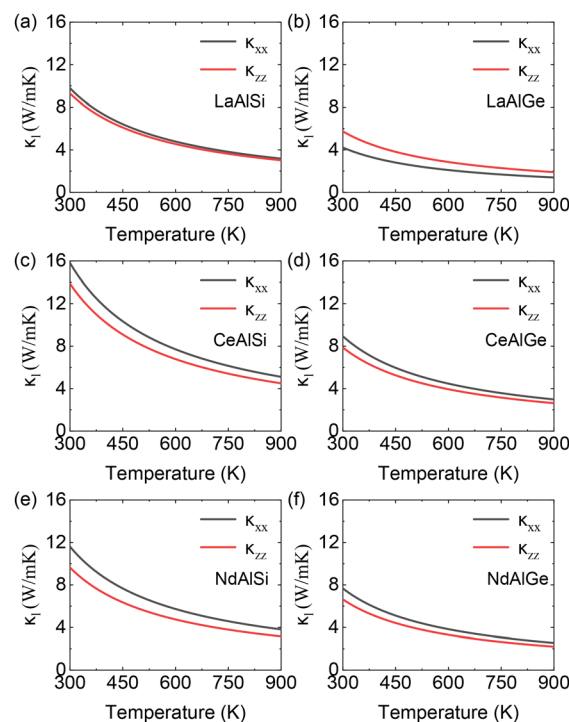 (a)
16
12
8
4
0
κₗ (W/mK)
κxx
κzz
LaAlSi
300 450 600 750 900
Temperature (K)
(b)
16
12
8
4
0
κₗ (W/mK)
κxx
κzz
LaAlGe
300 450 600 750 900
Temperature (K)
(c)
16
12
8
4
0
κₗ (W/mK)
κxx
κzz
CeAlSi
300 450 600 750 900
Temperature (K)
(d)
16
12
8
4
0
κₗ (W/mK)
κxx
κzz
CeAlGe
300 450 600 750 900
Temperature (K)
(e)
16
12
8
4
0
κₗ (W/mK)
κxx
κzz
NdAlSi
300 450 600 750 900
Temperature (K)
(f)
16
12
8
4
0
κₗ (W/mK)
κxx
κzz
NdAlGe
300 450 600 750 900
Temperature (K)